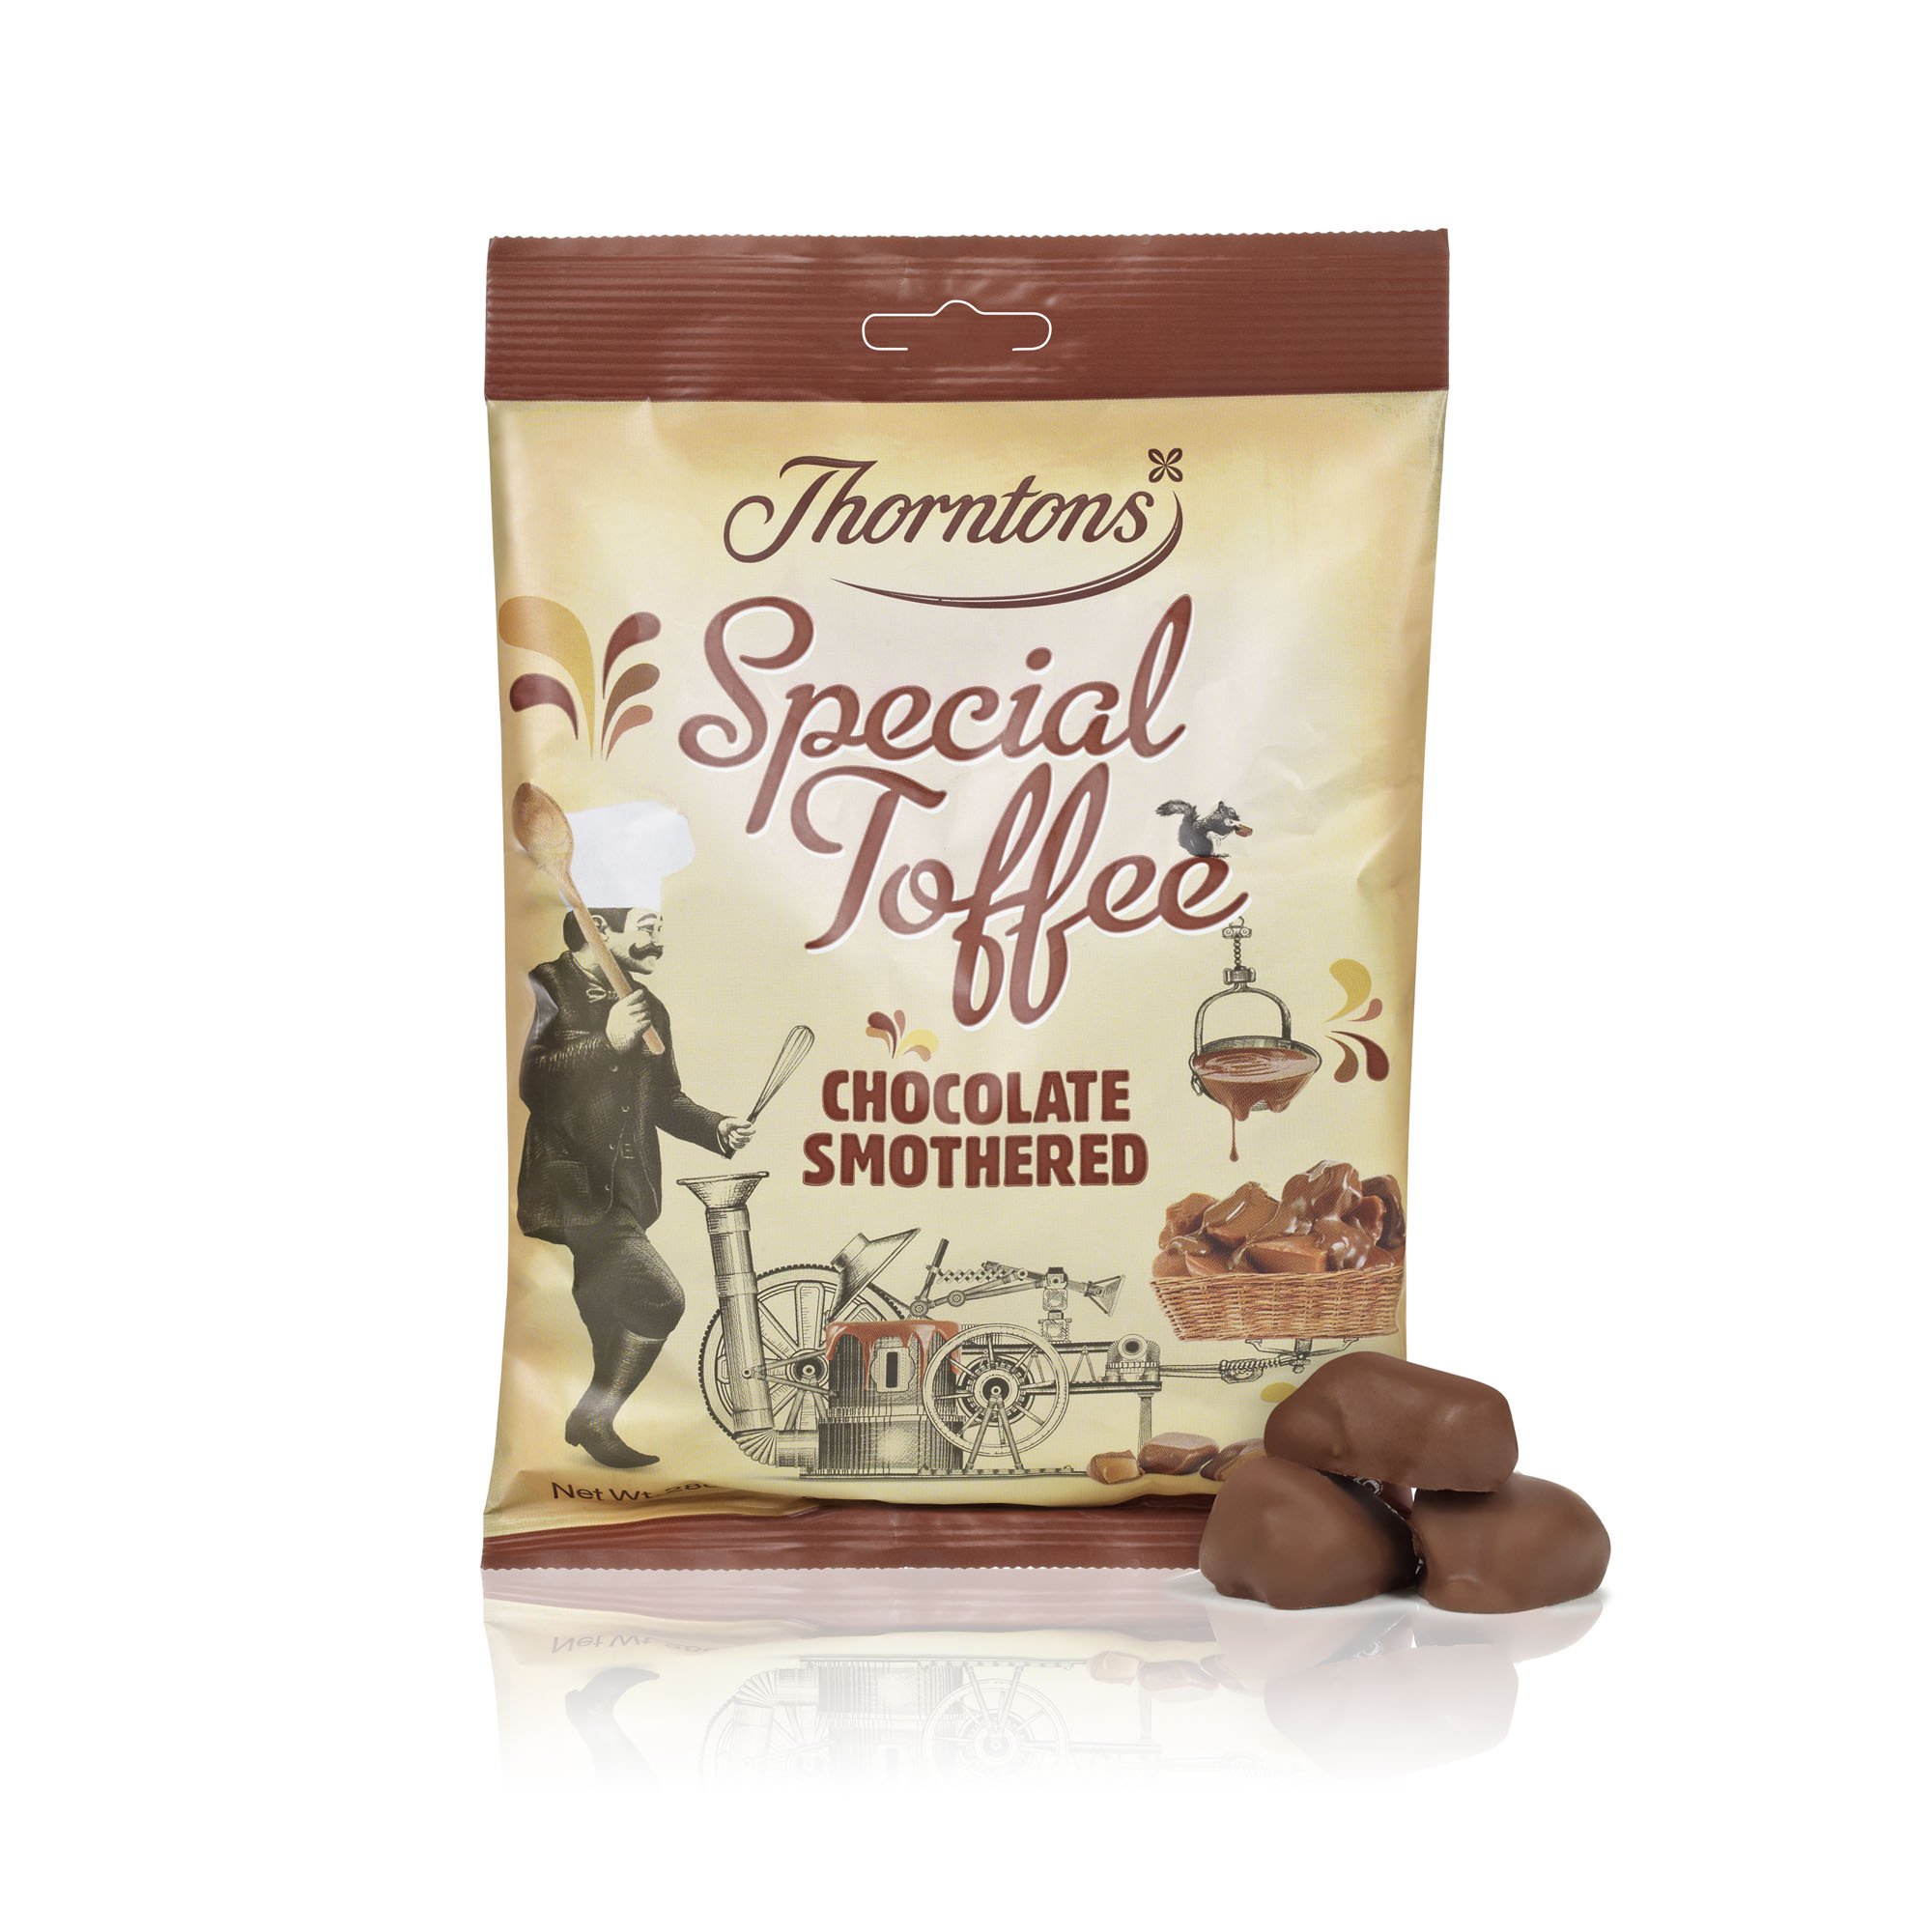 Thorntons
Special
Toffee
CHOCOLATE
SMOTHERED
Net Wt.